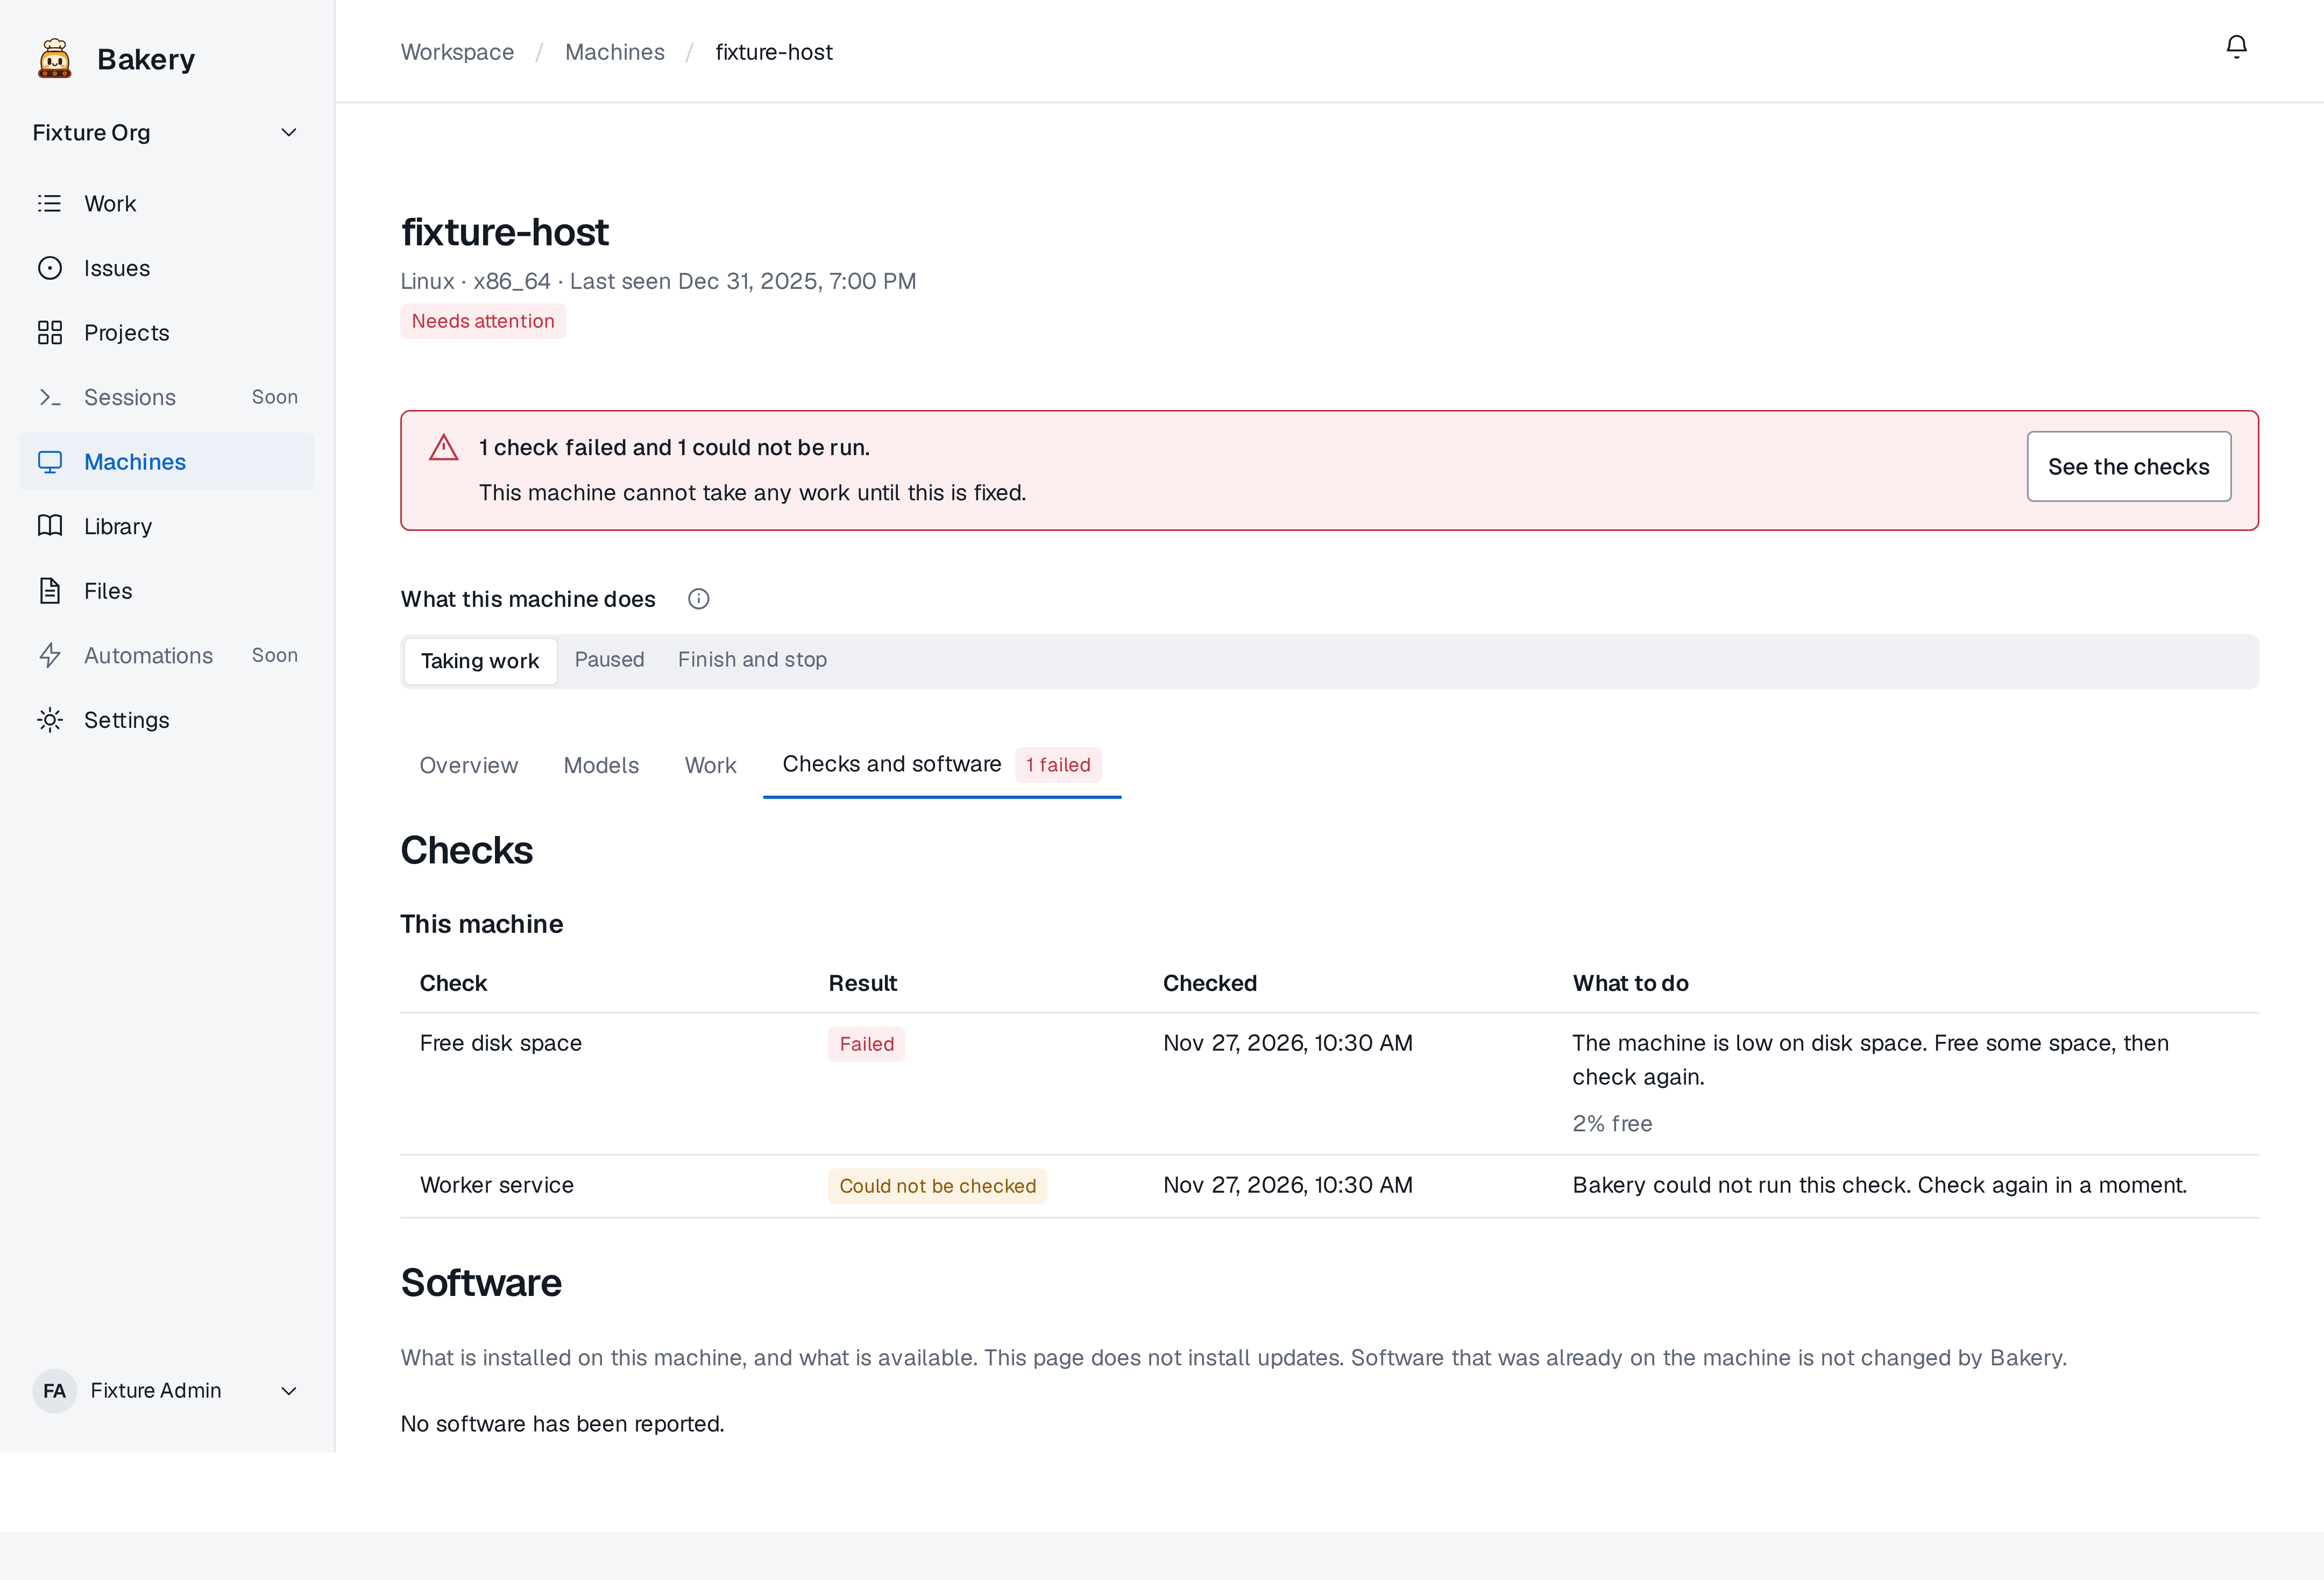 Bakery
Fixture Org
Work
Issues
Projects
Sessions Soon
Machines
Library
Files
Automations Soon
Settings
FA Fixture Admin
Workspace / Machines / fixture-host
fixture-host
Linux · x86_64 · Last seen Dec 31, 2025, 7:00 PM
Needs attention
1 check failed and 1 could not be run.
This machine cannot take any work until this is fixed.
See the checks
What this machine does
Taking work Paused Finish and stop
Overview Models Work Checks and software 1 failed
Checks
This machine
Check Result Checked What to do
Free disk space Failed Nov 27, 2026, 10:30 AM The machine is low on disk space. Free some space, then
check again.
2% free
Worker service Could not be checked Nov 27, 2026, 10:30 AM Bakery could not run this check. Check again in a moment.
Software
What is installed on this machine, and what is available. This page does not install updates. Software that was already on the machine is not changed by Bakery.
No software has been reported.